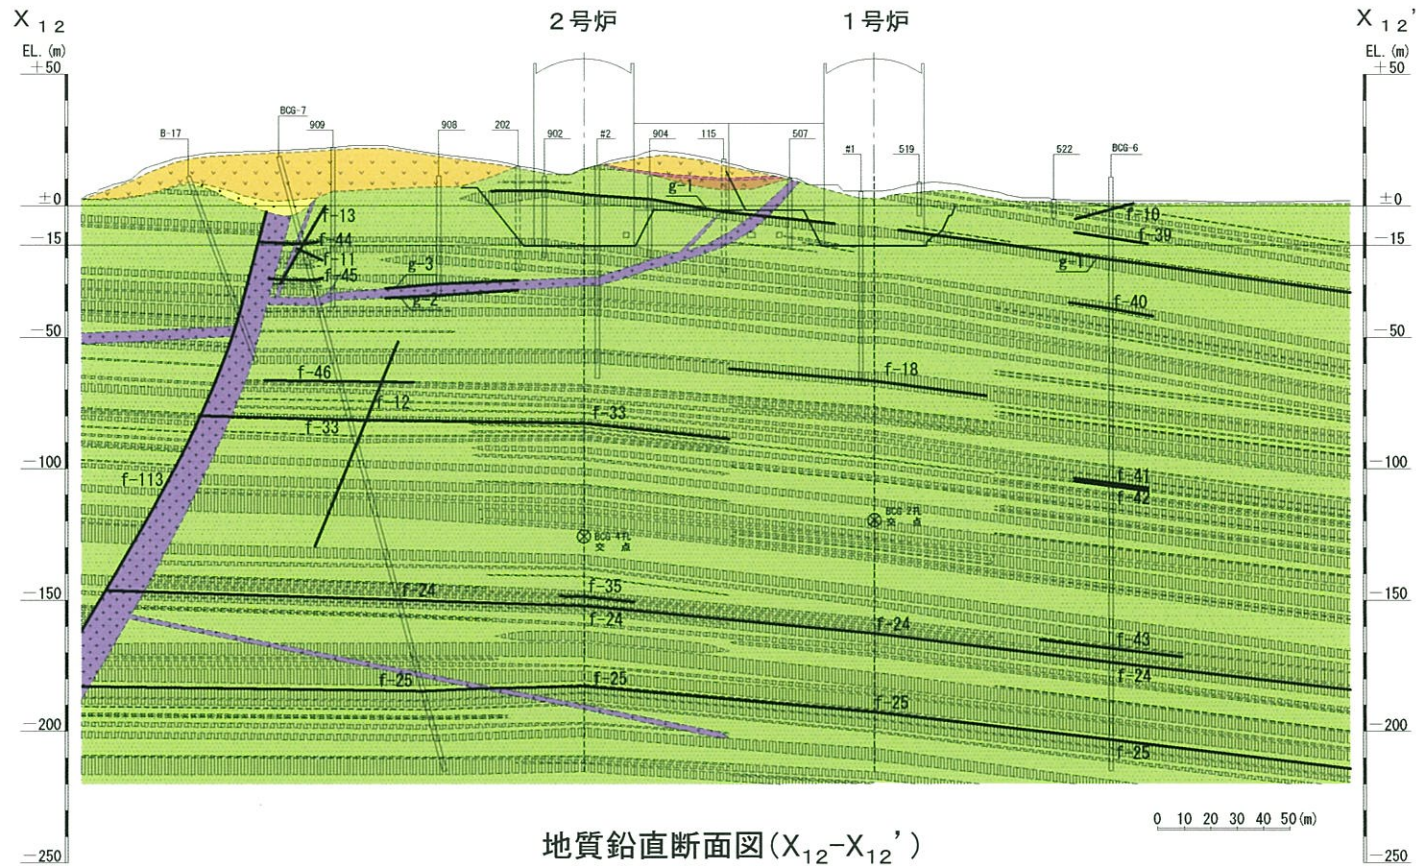 X₁₂
2号炉
1号炉
X₁₂'
EL.(m)
EL.(m)
+50
+50
B-17
BCG-7
909
908
202
902
#2
904
115
507
#1
519
522
BCG-6
±0
±0
g-1
f-13
f-10
-15
f-44
f-39
-15
f-11
g-1
g-3
f-45
g-2
f-40
-50
-50
f-46
f-18
f-12
f-33
f-33
-100
-100
f-113
f-41
f-42
BCG-2孔
交 点
BCG-4孔
交 点
-150
f-24
f-35
-150
f-24
f-24
f-43
f-24
f-25
f-25
f-25
-200
-200
f-25
0 10 20 30 40 50(m)
地質鉛直断面図(X₁₂-X₁₂')
-250
-250